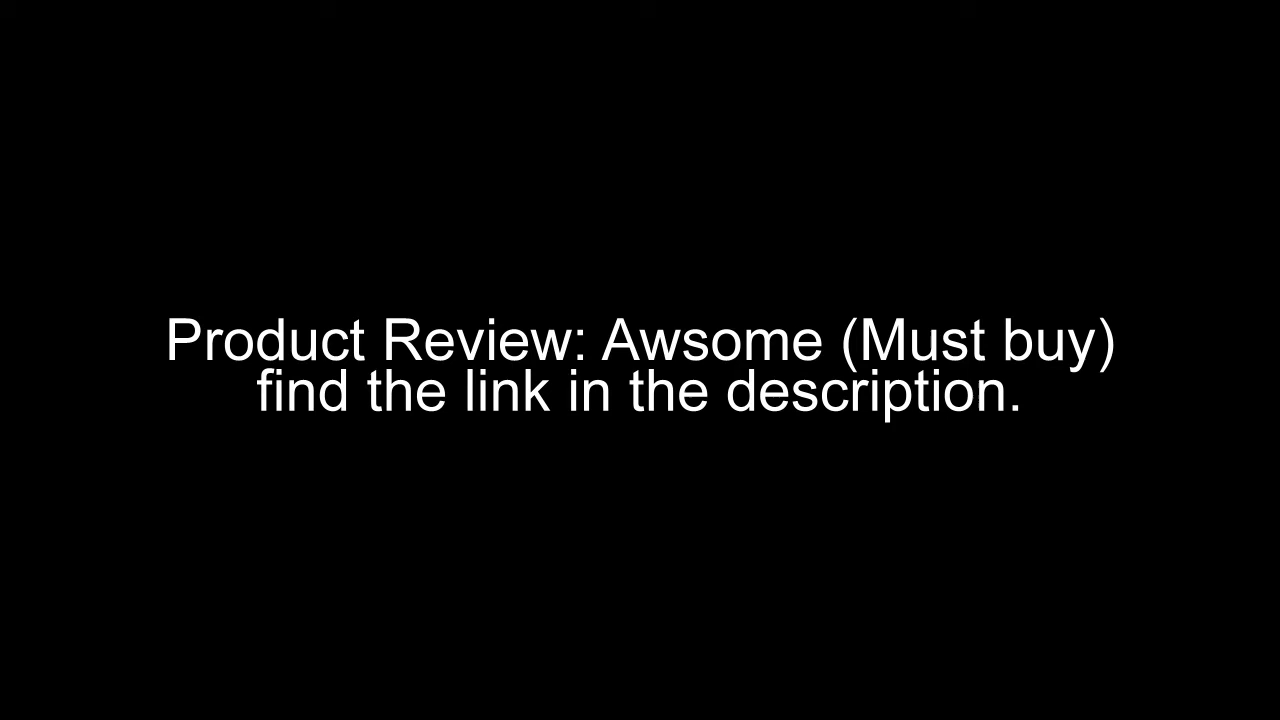 Product Review: Awsome (Must buy)
find the link in the description.